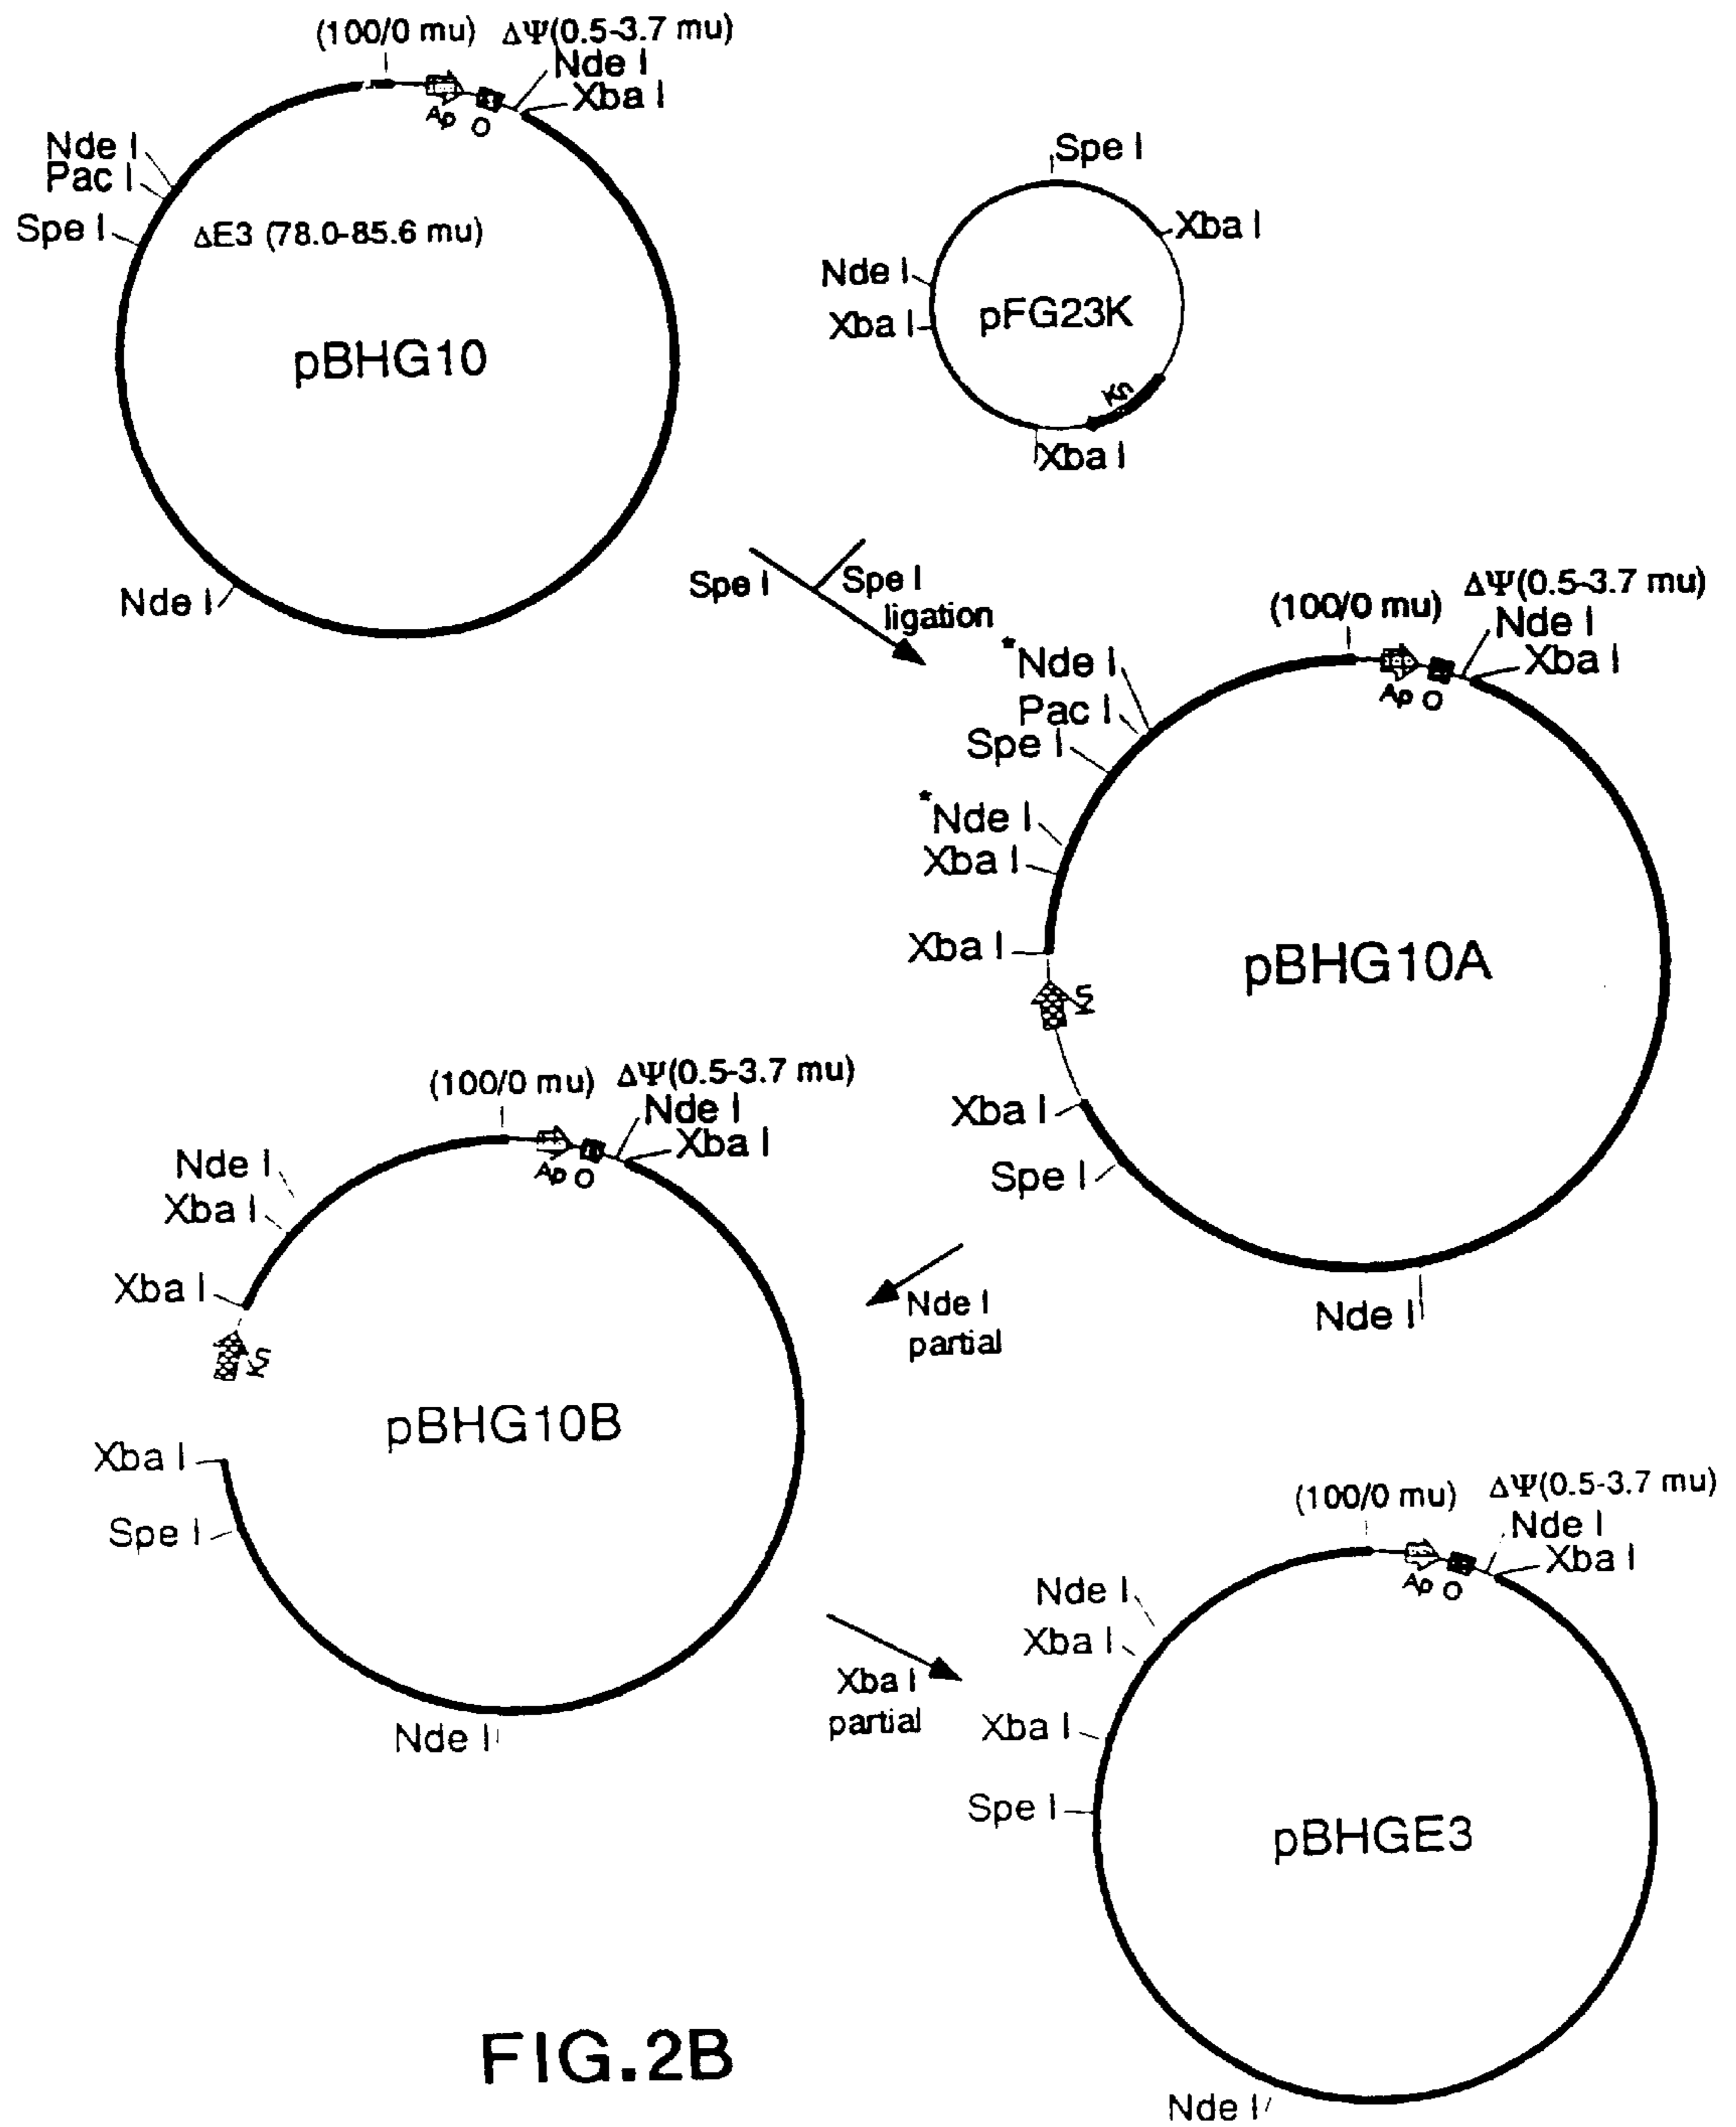 (100/0 mu) ΔΨ(0.5-3.7 mu)
Nde I
Xba I
Ap O
Nde I
Pac I
Spe I
ΔE3 (78.0-85.6 mu)
pBHG10
Nde I
Spe I
Xba I
Nde I
Xba I
pFG23K
Xba I
Spe I
Spe I
ligation
(100/0 mu) ΔΨ(0.5-3.7 mu)
Nde I
Xba I
Ap O
*Nde I
Pac I
Spe I
*Nde I
Xba I
Xba I
pBHG10A
Xba I
Spe I
Nde I
Nde I
partial
(100/0 mu) ΔΨ(0.5-3.7 mu)
Nde I
Xba I
Ap O
Nde I
Xba I
Xba I
pBHG10B
Xba I
Spe I
Nde I
Xba I
partial
(100/0 mu) ΔΨ(0.5-3.7 mu)
Nde I
Xba I
Ap O
Nde I
Xba I
Xba I
Spe I
pBHGE3
Nde I
FIG.2B